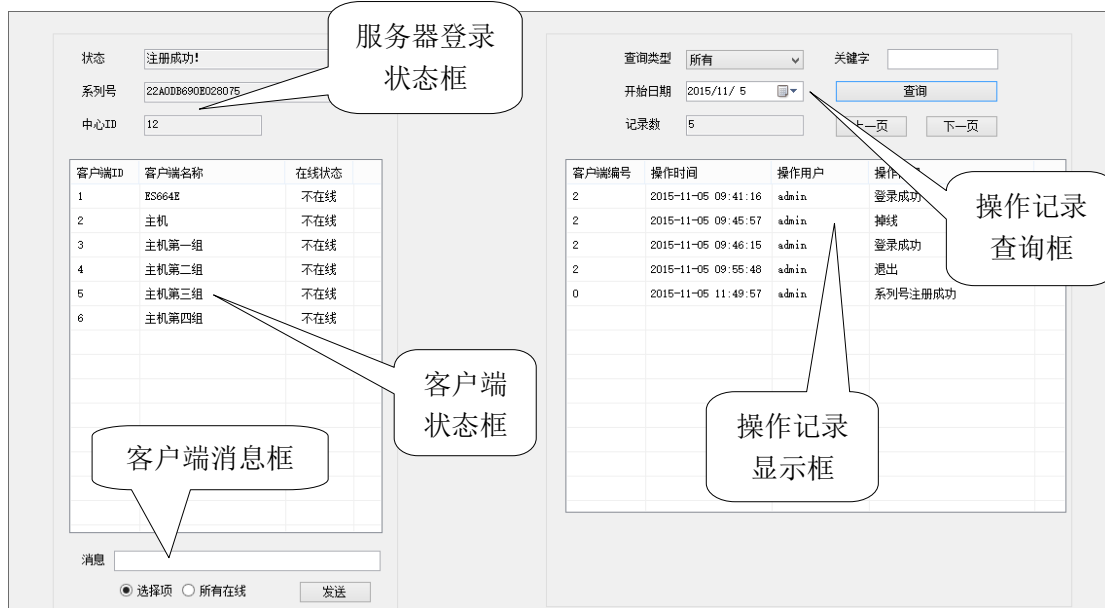 服务器登录
状态框
状态 注册成功!
系列号 22A0DB690E028075
中心ID 12
客户端ID 客户端名称 在线状态
1 ES664E 不在线
2 主机 不在线
3 主机第一组 不在线
4 主机第二组 不在线
5 主机第三组 不在线
6 主机第四组 不在线
客户端
状态框
客户端消息框
消息
选择项 所有在线 发送
查询类型 所有 关键字
开始日期 2015/11/ 5 查询
记录数 5 上一页 下一页
客户端编号 操作时间 操作用户 操作
2 2015-11-05 09:41:16 admin 登录成功
2 2015-11-05 09:45:57 admin 掉线
2 2015-11-05 09:46:15 admin 登录成功
2 2015-11-05 09:55:48 admin 退出
0 2015-11-05 11:49:57 admin 系列号注册成功
操作记录
查询框
操作记录
显示框